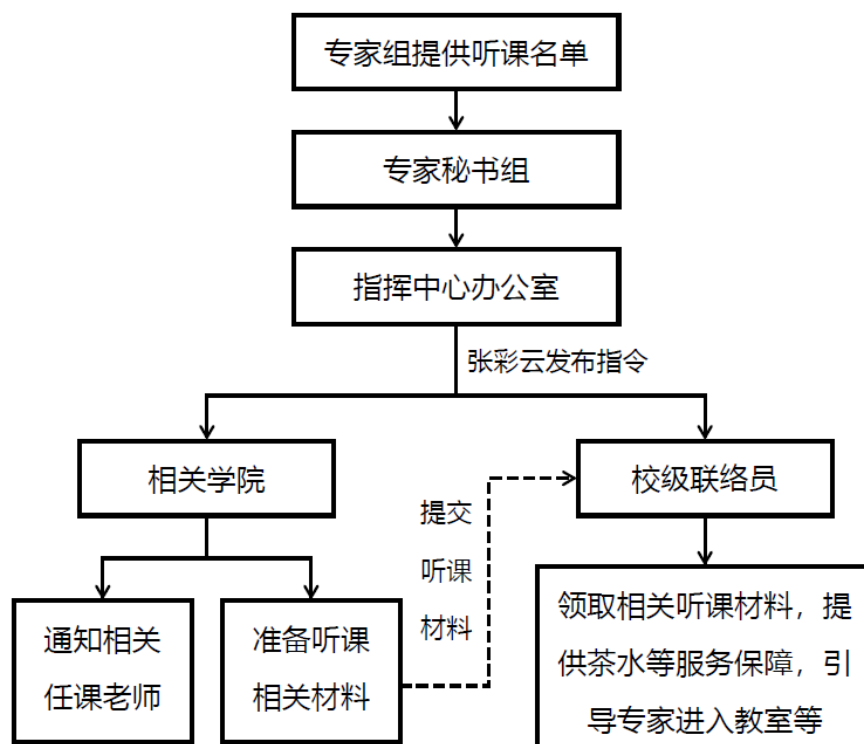 专家组提供听课名单
专家秘书组
指挥中心办公室
张彩云发布指令
相关学院
校级联络员
提交
听课
材料
通知相关
任课老师
准备听课
相关材料
领取相关听课材料，提
供茶水等服务保障，引
导专家进入教室等